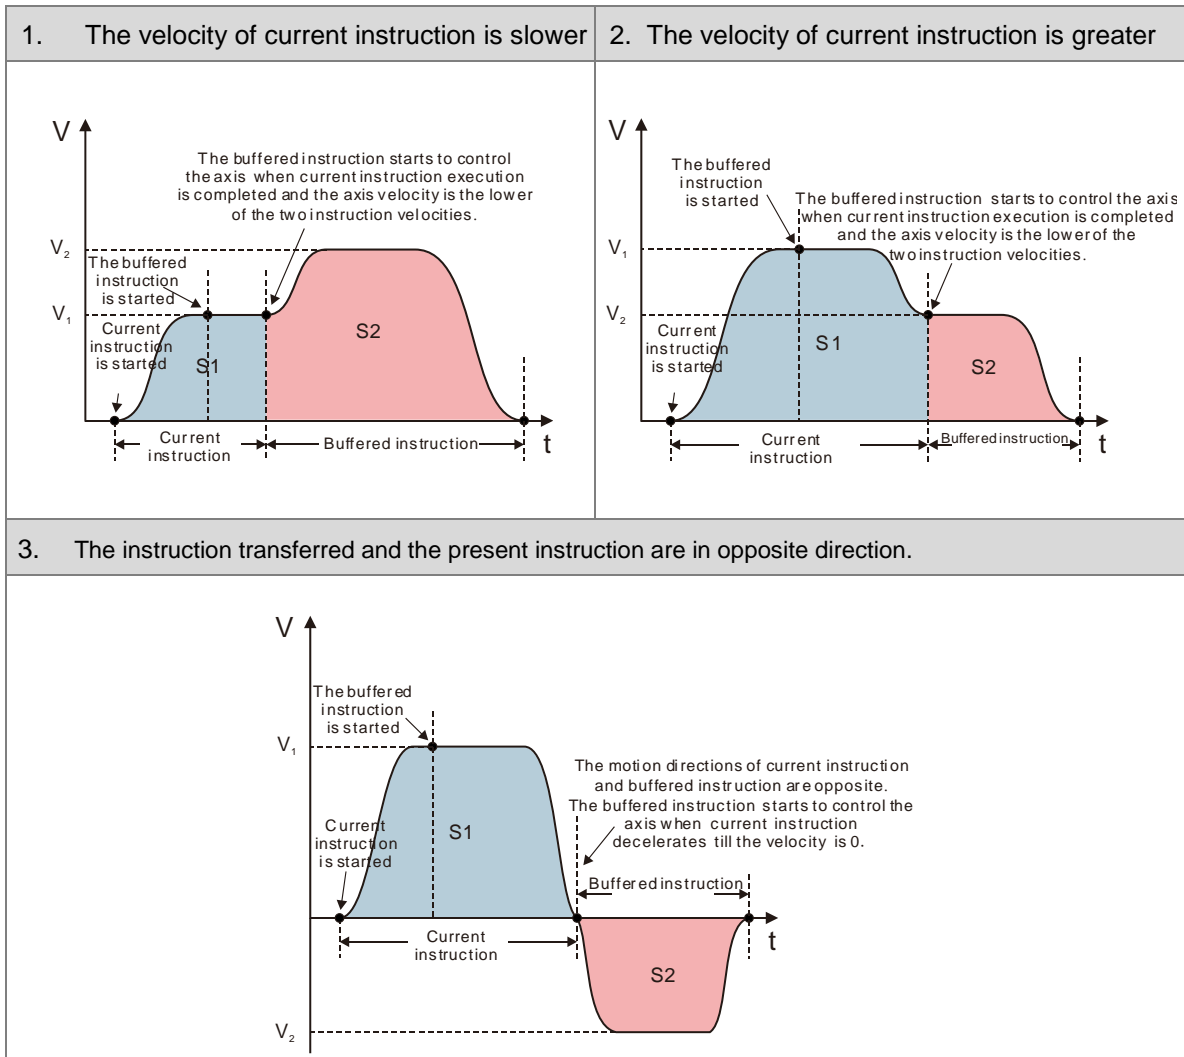 1. The velocity of current instruction is slower
2. The velocity of current instruction is greater
V
The buffered instruction starts to control
the axis when current instruction execution
is completed and the axis velocity is the lower
of the two instruction velocities.
V2
The buffered
instruction
is started
V1
Current
instruction
is started
S1
S2
Current
instruction
Buffered instruction
t
V
The buffered
instruction
is started
The buffered instruction starts to control the axis
when current instruction execution is completed
and the axis velocity is the lower of the
two instruction velocities.
V1
V2
Current
instruction
is started
S1
S2
Current
instruction
Buffered instruction
t
3. The instruction transferred and the present instruction are in opposite direction.
V
The buffered
instruction
is started
V1
The motion directions of current instruction
and buffered instruction are opposite.
The buffered instruction starts to control the
axis when current instruction
decelerates till the velocity is 0.
Current
instruction
is started
S1
Buffered instruction
Current
instruction
t
S2
V2